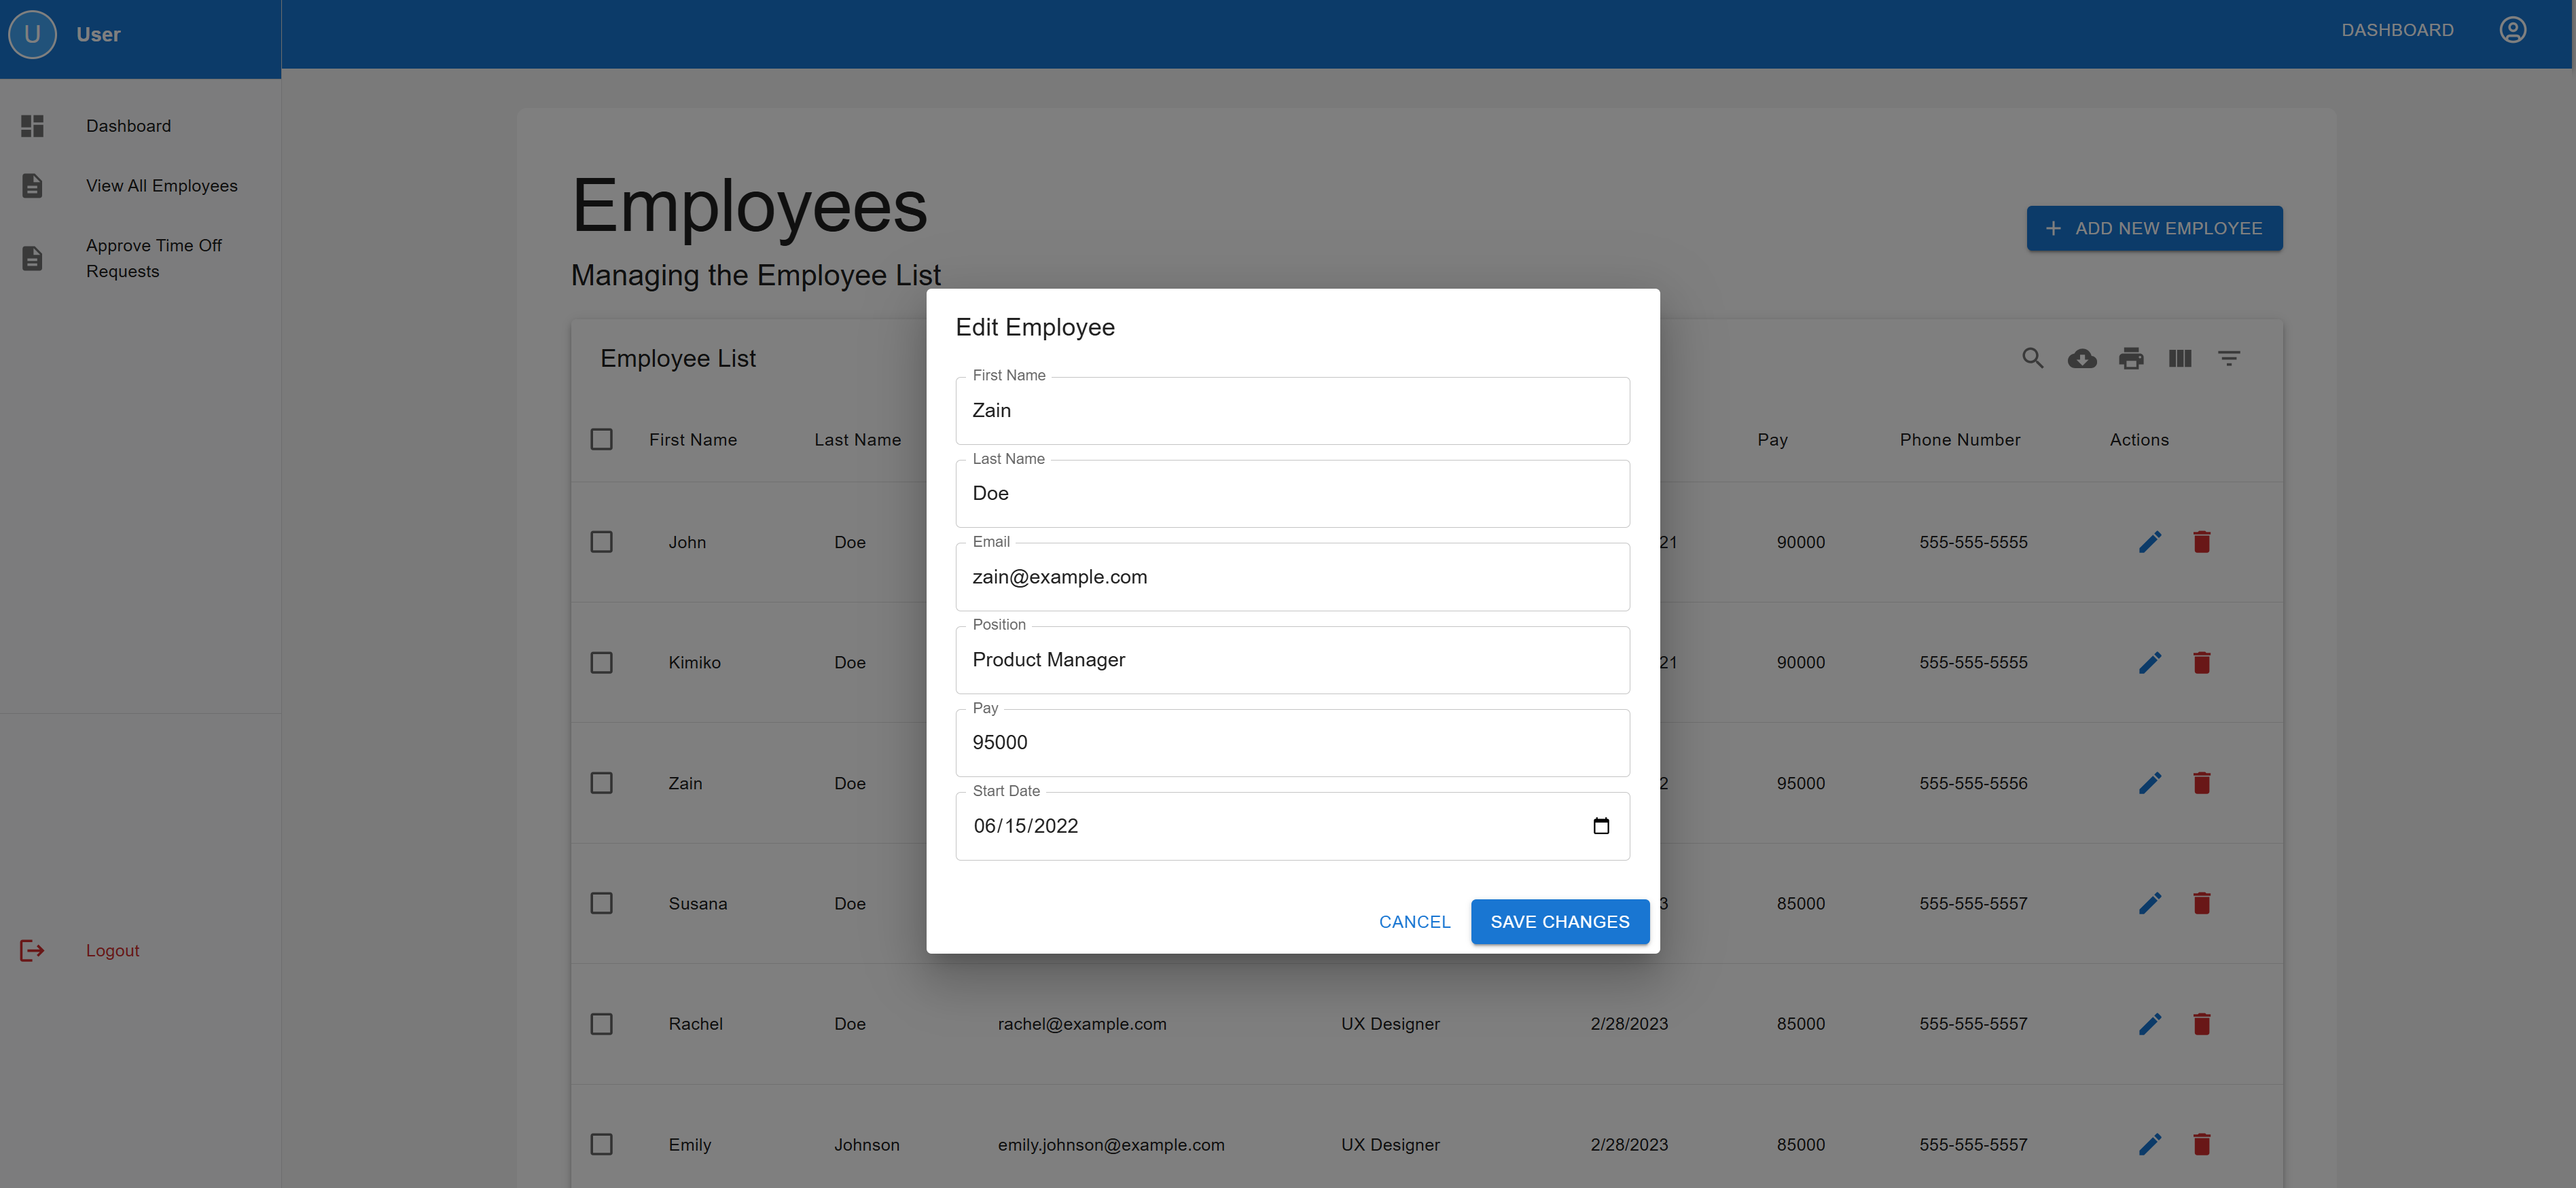 U User
DASHBOARD
Dashboard
View All Employees
Approve Time Off
Requests
Logout
Employees
Managing the Employee List
ADD NEW EMPLOYEE
Employee List
First Name Last Name Pay Phone Number Actions
John Doe 21 90000 555-555-5555
Kimiko Doe 21 90000 555-555-5555
Zain Doe 2 95000 555-555-5556
Susana Doe 3 85000 555-555-5557
Rachel Doe rachel@example.com UX Designer 2/28/2023 85000 555-555-5557
Emily Johnson emily.johnson@example.com UX Designer 2/28/2023 85000 555-555-5557
Edit Employee
First Name
Zain
Last Name
Doe
Email
zain@example.com
Position
Product Manager
Pay
95000
Start Date
06/15/2022
CANCEL SAVE CHANGES